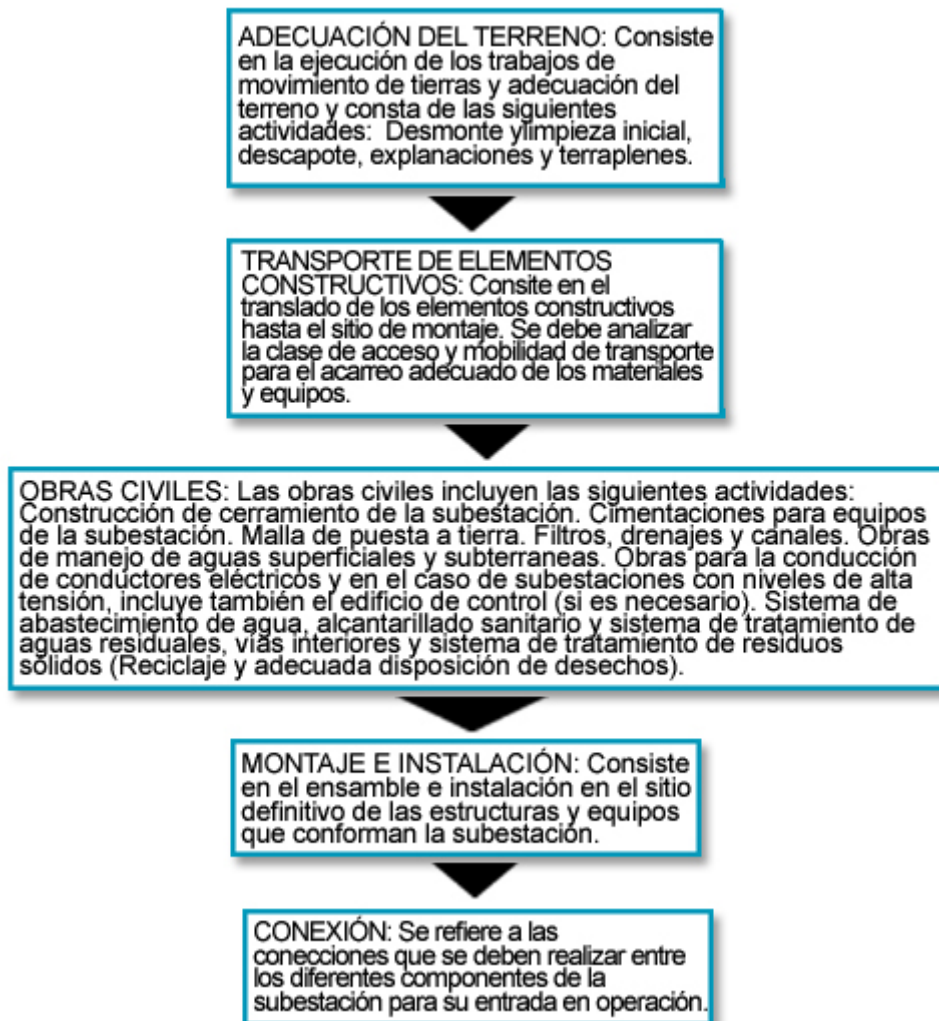 ADECUACIÓN DEL TERRENO: Consiste
en la ejecución de los trabajos de
movimiento de tierras y adecuación del
terreno y consta de las siguientes
actividades: Desmonte ylimpieza inicial,
descapote, explanaciones y terraplenes.
TRANSPORTE DE ELEMENTOS
CONSTRUCTIVOS: Consite en el
translado de los elementos constructivos
hasta el sitio de montaje. Se debe analizar
la clase de acceso y mobilidad de transporte
para el acarreo adecuado de los materiales
y equipos.
OBRAS CIVILES: Las obras civiles incluyen las siguientes actividades:
Construcción de cerramiento de la subestación. Cimentaciones para equipos
de la subestación. Malla de puesta a tierra. Filtros, drenajes y canales. Obras
de manejo de aguas superficiales y subterraneas. Obras para la conducción
de conductores eléctricos y en el caso de subestaciones con niveles de alta
tensión, incluye también el edificio de control (si es necesario). Sistema de
abastecimiento de agua, alcantarillado sanitario y sistema de tratamiento de
aguas residuales, vías interiores y sistema de tratamiento de residuos
sólidos (Reciclaje y adecuada disposición de desechos).
MONTAJE E INSTALACIÓN: Consiste
en el ensamble e instalación en el sitio
definitivo de las estructuras y equipos
que conforman la subestación.
CONEXIÓN: Se refiere a las
conecciones que se deben realizar entre
los diferentes componentes de la
subestación para su entrada en operación.